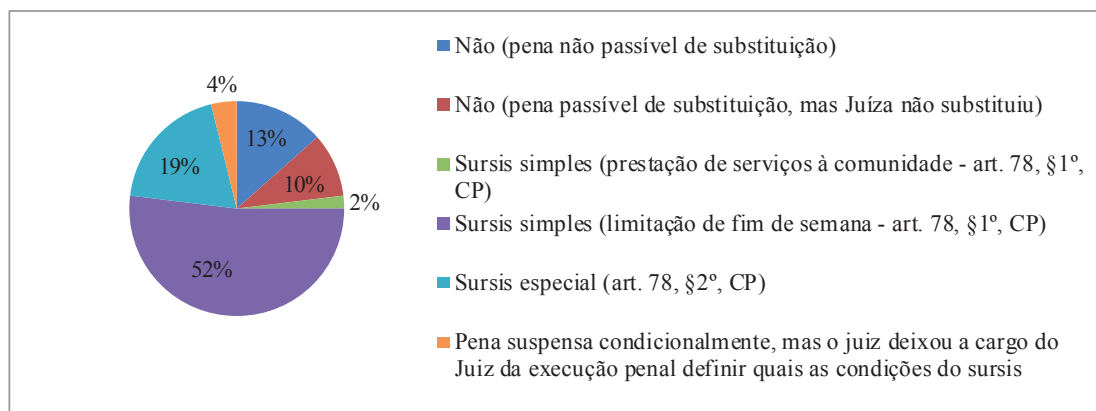 4%
13%
10%
2%
52%
19%
Não (pena não passível de substituição)
Não (pena passível de substituição, mas Juíza não substituiu)
Sursis simples (prestação de serviços à comunidade - art. 78, §1º,
CP)
Sursis simples (limitação de fim de semana - art. 78, §1º, CP)
Sursis especial (art. 78, §2º, CP)
Pena suspensa condicionalmente, mas o juiz deixou a cargo do
Juiz da execução penal definir quais as condições do sursis